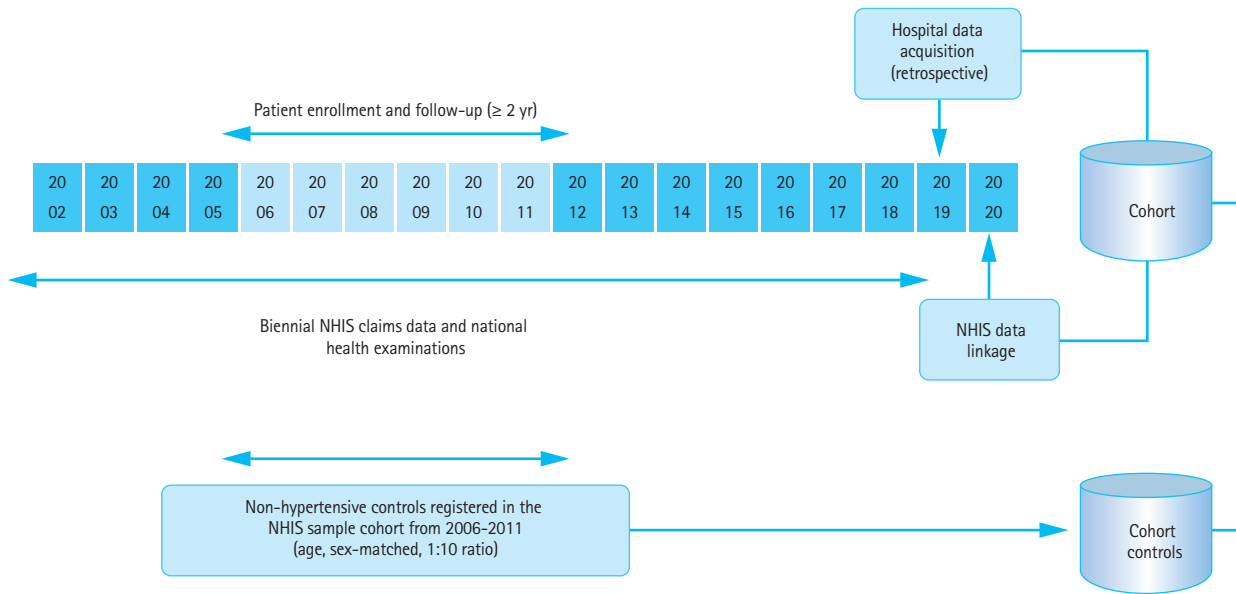 Hospital data
acquisition
(retrospective)
Patient enrollment and follow-up (≥ 2 yr)
20 20 20 20 20 20 20 20 20 20 20 20 20 20 20 20 20 20 20
02 03 04 05 06 07 08 09 10 11 12 13 14 15 16 17 18 19 20
Cohort
Biennial NHIS claims data and national
health examinations
NHIS data
linkage
Non-hypertensive controls registered in the
NHIS sample cohort from 2006-2011
(age, sex-matched, 1:10 ratio)
Cohort
controls